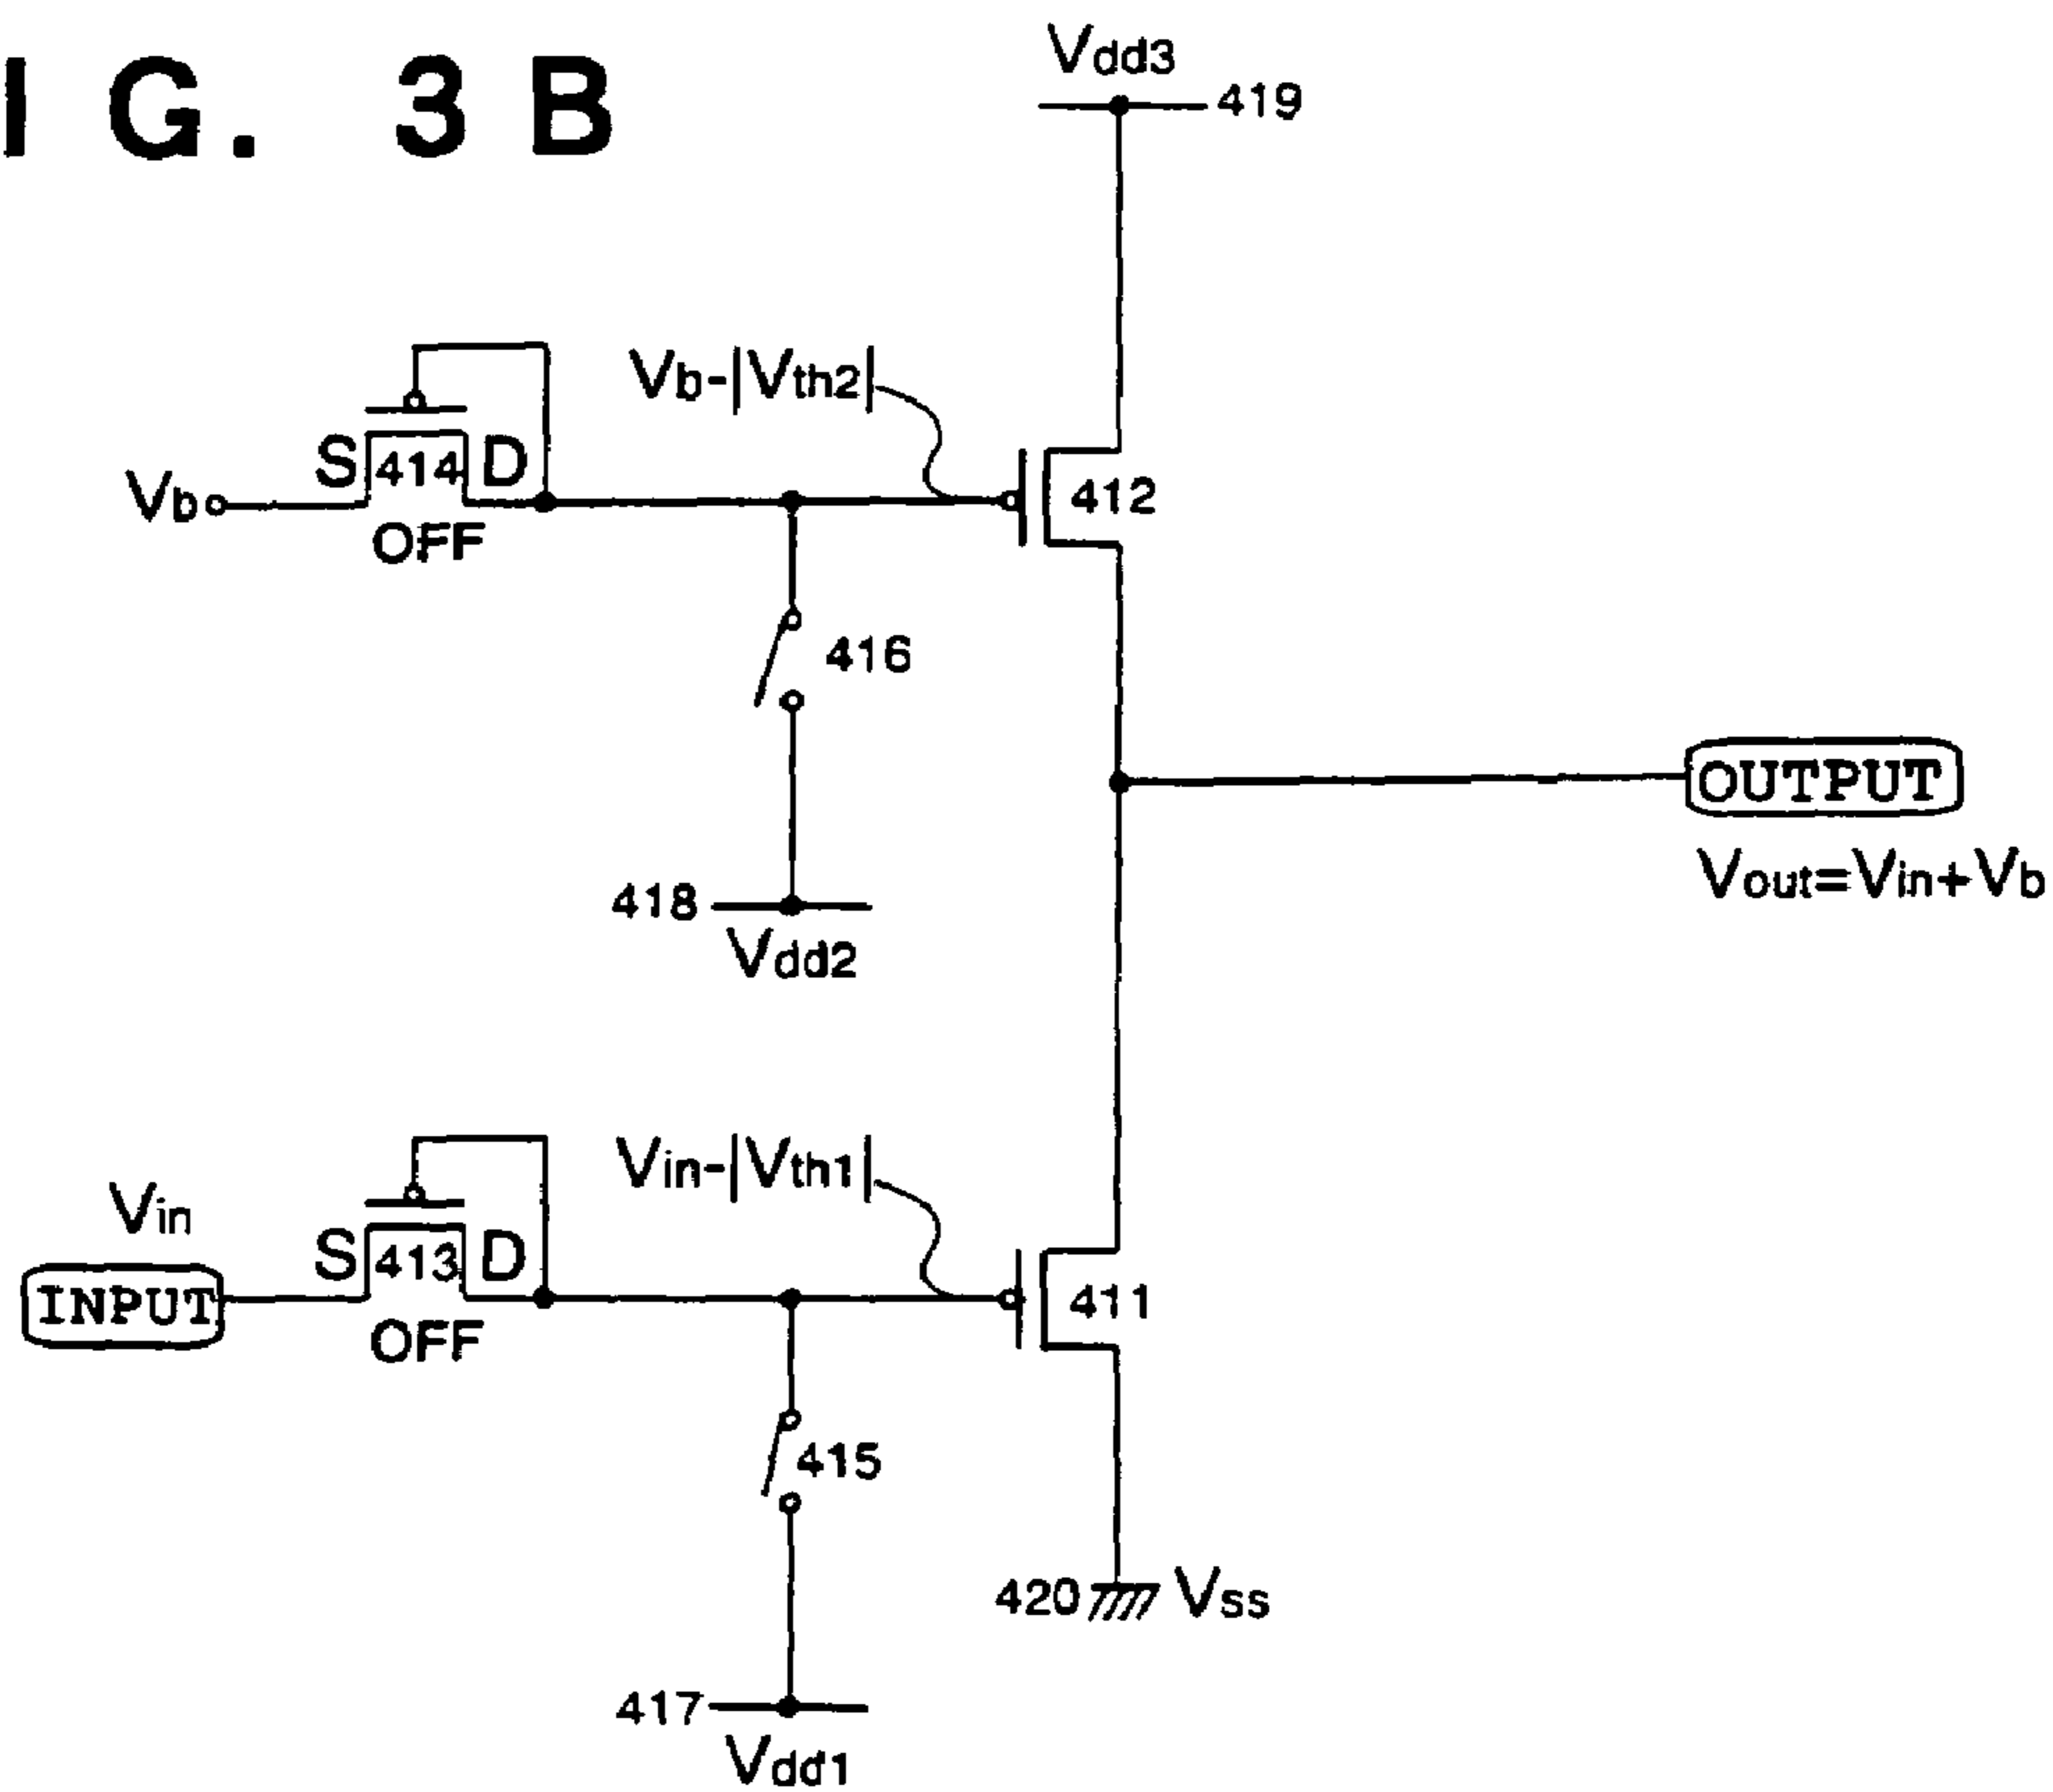 I G. 3 B
Vdd3
419
Vb-|Vth2|
S 414 D
Vb
OFF
412
416
OUTPUT
Vout=Vin+Vb
418
Vdd2
Vin-|Vth1|
Vin
S 413 D
INPUT
OFF
411
415
420 Vss
417
Vdd1